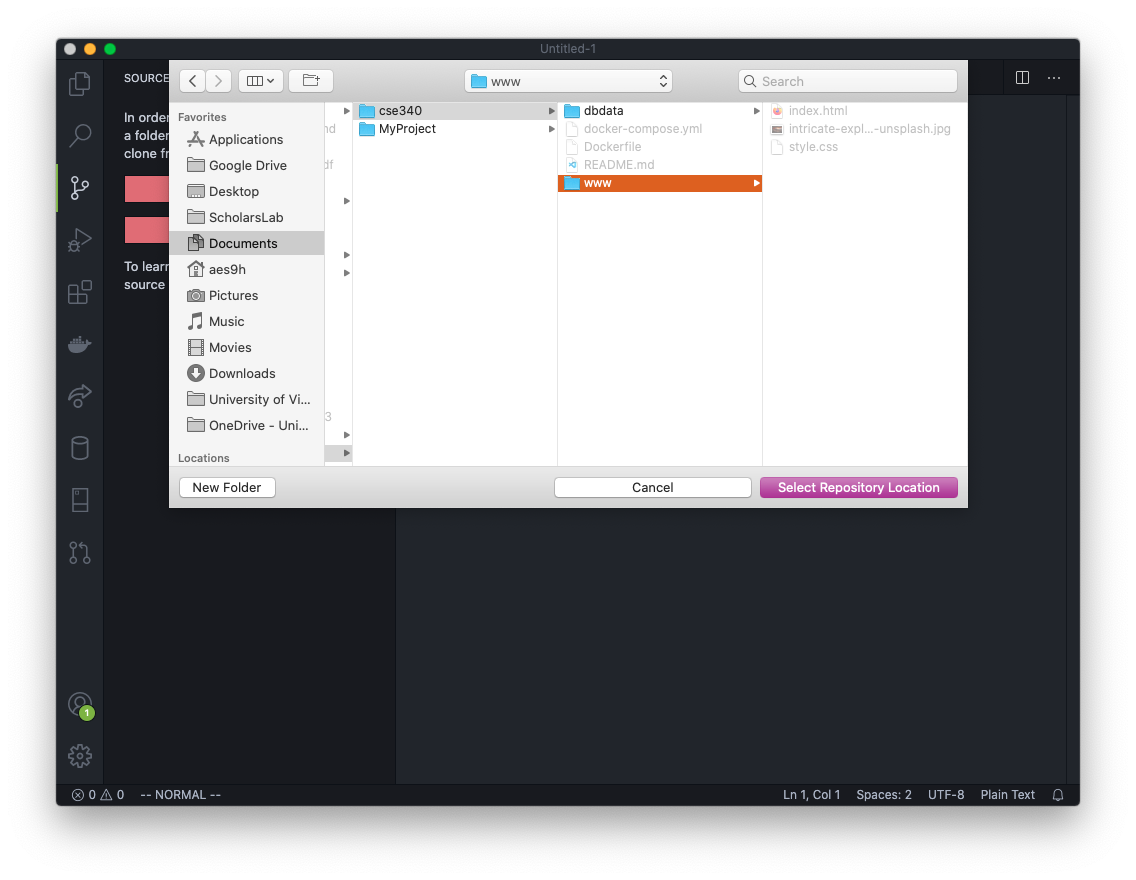 Untitled-1
SOURCE
In order
a folder
clone fr
To learn
source
www
Search
Favorites
Applications
Google Drive
Desktop
ScholarsLab
Documents
aes9h
Pictures
Music
Movies
Downloads
University of Vi...
OneDrive - Uni...
Locations
nd
df
3
cse340
MyProject
dbdata
docker-compose.yml
Dockerfile
README.md
www
index.html
intricate-expl...-unsplash.jpg
style.css
New Folder
Cancel
Select Repository Location
1
0 0 -- NORMAL -- Ln 1, Col 1 Spaces: 2 UTF-8 Plain Text